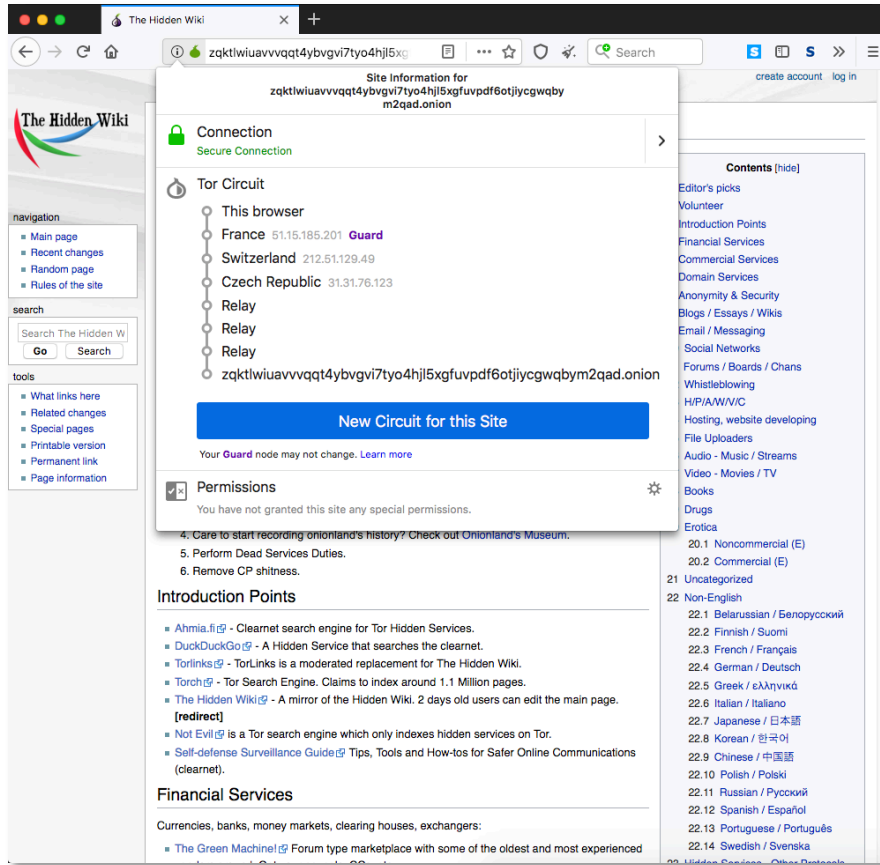 The Hidden Wiki
zqktlwiuavvvqqt4ybvgvi7tyo4hjl5xg
Search
create account log in
Site Information for
zqktlwiuavvvqqt4ybvgvi7tyo4hjl5xgfuvpdf6otjiycgwqby
m2qad.onion
Connection
Secure Connection
Tor Circuit
This browser
France 51.15.185.201 Guard
Switzerland 212.51.129.49
Czech Republic 31.31.76.123
Relay
Relay
Relay
zqktlwiuavvvqqt4ybvgvi7tyo4hjl5xgfuvpdf6otjiycgwqbym2qad.onion
New Circuit for this Site
Your Guard node may not change. Learn more
Permissions
You have not granted this site any special permissions.
The Hidden Wiki
navigation
Main page
Recent changes
Random page
Rules of the site
search
Search The Hidden W
Go Search
tools
What links here
Related changes
Special pages
Printable version
Permanent link
Page information
4. Care to start recording onionland's history? Check out Onionland's Museum.
5. Perform Dead Services Duties.
6. Remove CP shitness.
Introduction Points
Ahmia.fi - Clearnet search engine for Tor Hidden Services.
DuckDuckGo - A Hidden Service that searches the clearnet.
Torlinks - TorLinks is a moderated replacement for The Hidden Wiki.
Torch - Tor Search Engine. Claims to index around 1.1 Million pages.
The Hidden Wiki - A mirror of the Hidden Wiki. 2 days old users can edit the main page.
[redirect]
Not Evil is a Tor search engine which only indexes hidden services on Tor.
Self-defense Surveillance Guide Tips, Tools and How-tos for Safer Online Communications
(clearnet).
Financial Services
Currencies, banks, money markets, clearing houses, exchangers:
The Green Machine! Forum type marketplace with some of the oldest and most experienced
Contents [hide]
Editor's picks
Volunteer
Introduction Points
Financial Services
Commercial Services
Domain Services
Anonymity & Security
Blogs / Essays / Wikis
Email / Messaging
Social Networks
Forums / Boards / Chans
Whistleblowing
H/P/A/W/V/C
Hosting, website developing
File Uploaders
Audio - Music / Streams
Video - Movies / TV
Books
Drugs
Erotica
20.1 Noncommercial (E)
20.2 Commercial (E)
21 Uncategorized
22 Non-English
22.1 Belarussian / Белорусский
22.2 Finnish / Suomi
22.3 French / Français
22.4 German / Deutsch
22.5 Greek / ελληνικά
22.6 Italian / Italiano
22.7 Japanese / 日本語
22.8 Korean / 한국어
22.9 Chinese / 中国語
22.10 Polish / Polski
22.11 Russian / Русский
22.12 Spanish / Español
22.13 Portuguese / Português
22.14 Swedish / Svenska